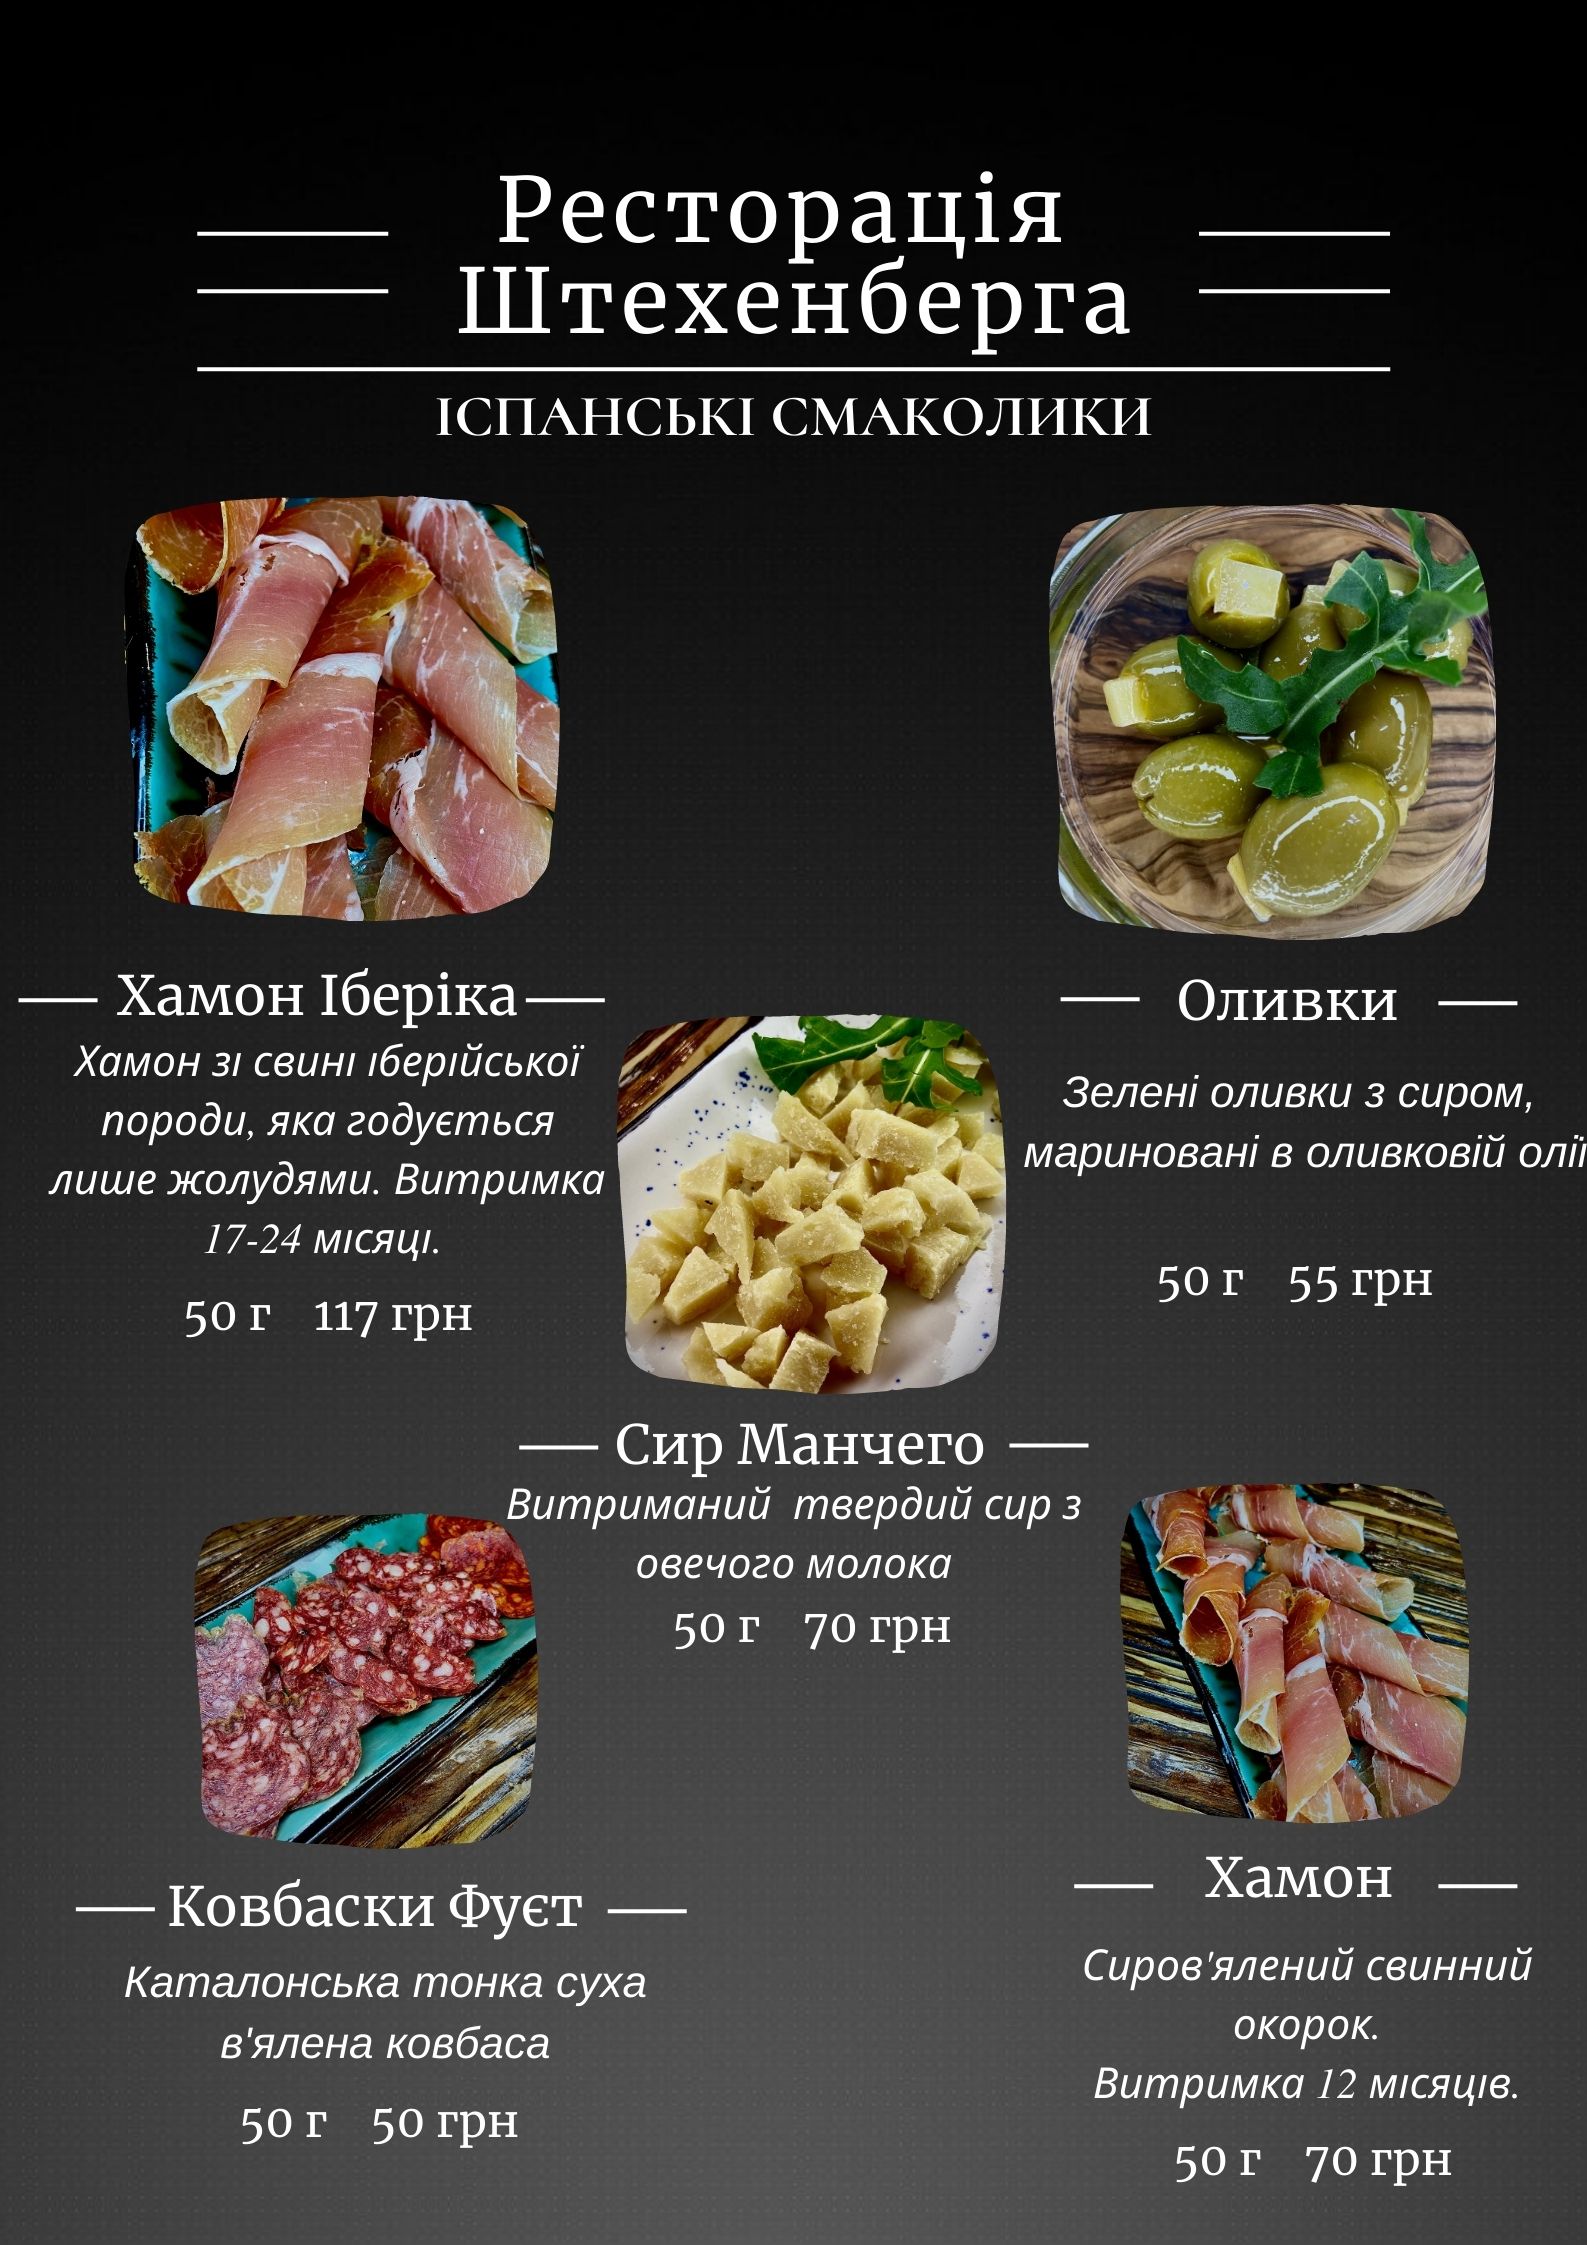 Ресторація
Штехенберга
ІСПАНСЬКІ СМАКОЛИКИ
Хамон Іберіка
Хамон зі свині іберійської
породи, яка годується
лише жолудями. Витримка
17-24 місяці.
50 г 117 грн
Оливки
Зелені оливки з сиром,
мариновані в оливковій олії
50 г 55 грн
Сир Манчего
Витриманий твердий сир з
овечого молока
50 г 70 грн
Ковбаски Фуєт
Каталонська тонка суха
в'ялена ковбаса
50 г 50 грн
Хамон
Сиров'ялений свинний
окорок.
Витримка 12 місяців.
50 г 70 грн